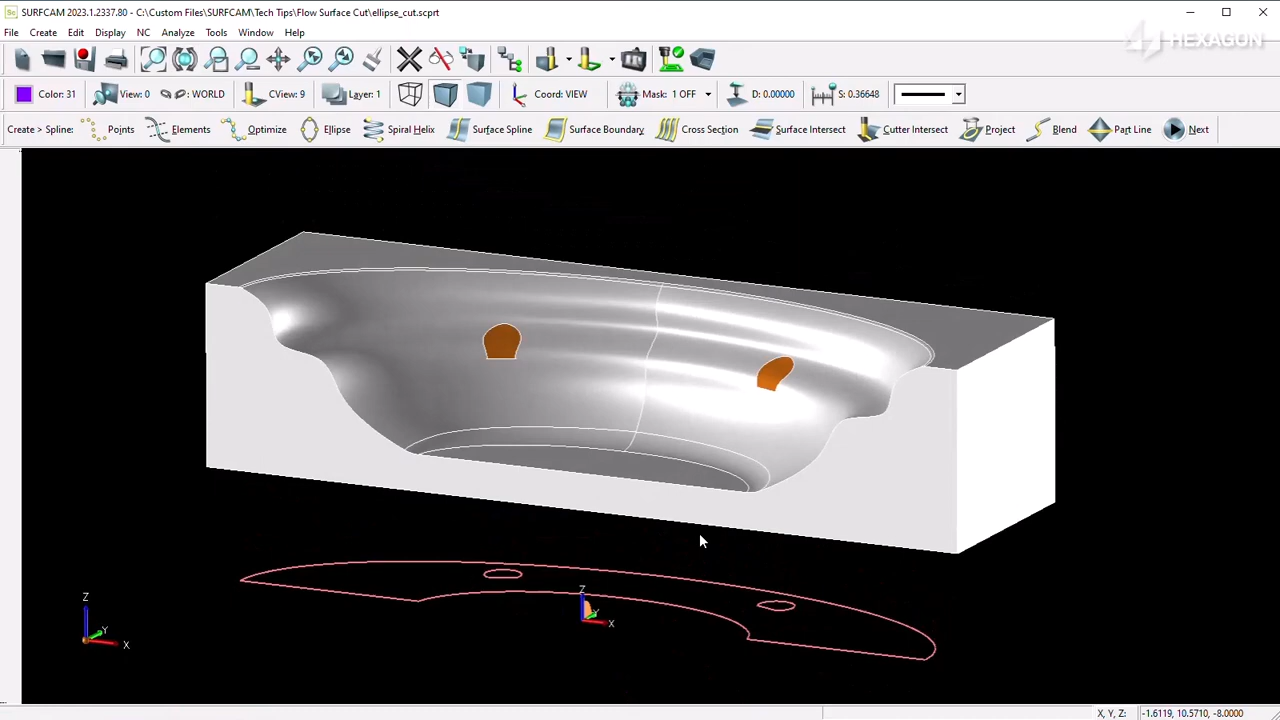 SURFCAM 2023.1.2337.80 - C:\Custom Files\SURFCAM\Tech Tips\Flow Surface Cut\ellipse_cut.scprt
HEXAGON
File Create Edit Display NC Analyze Tools Window Help
Color: 31 View: 0 : WORLD CView: 9 Layer: 1 Coord: VIEW Mask: 1 OFF D: 0.00000 S: 0.36648
Create > Spline: Points Elements Optimize Ellipse Spiral Helix Surface Spline Surface Boundary Cross Section Surface Intersect Cutter Intersect Project Blend Part Line Next
Z
Y
X
Z
Y
X
X, Y, Z: -1.6119, 10.5710, -8.0000